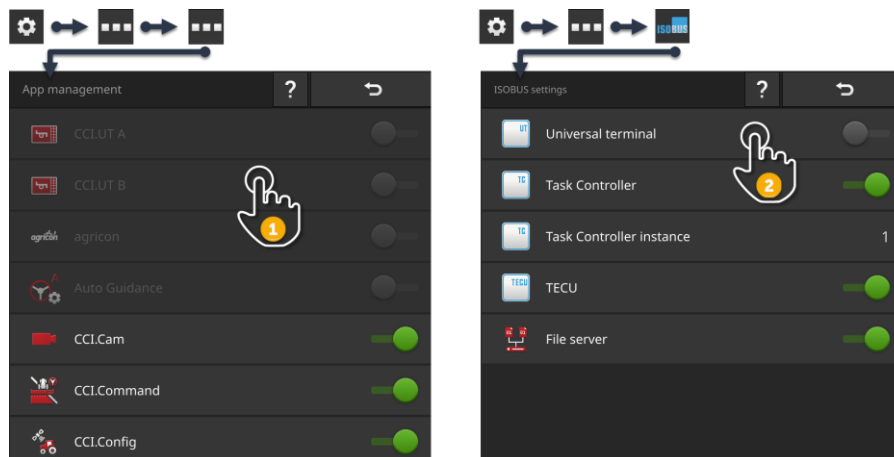 ISOBUS
App management
?
CCI.UT A
CCI.UT B
agricon agricon
Auto Guidance
CCI.Cam
CCI.Command
CCI.Config
1
ISOBUS settings
?
UT Universal terminal
TC Task Controller
TC Task Controller instance 1
TECU TECU
File server
2